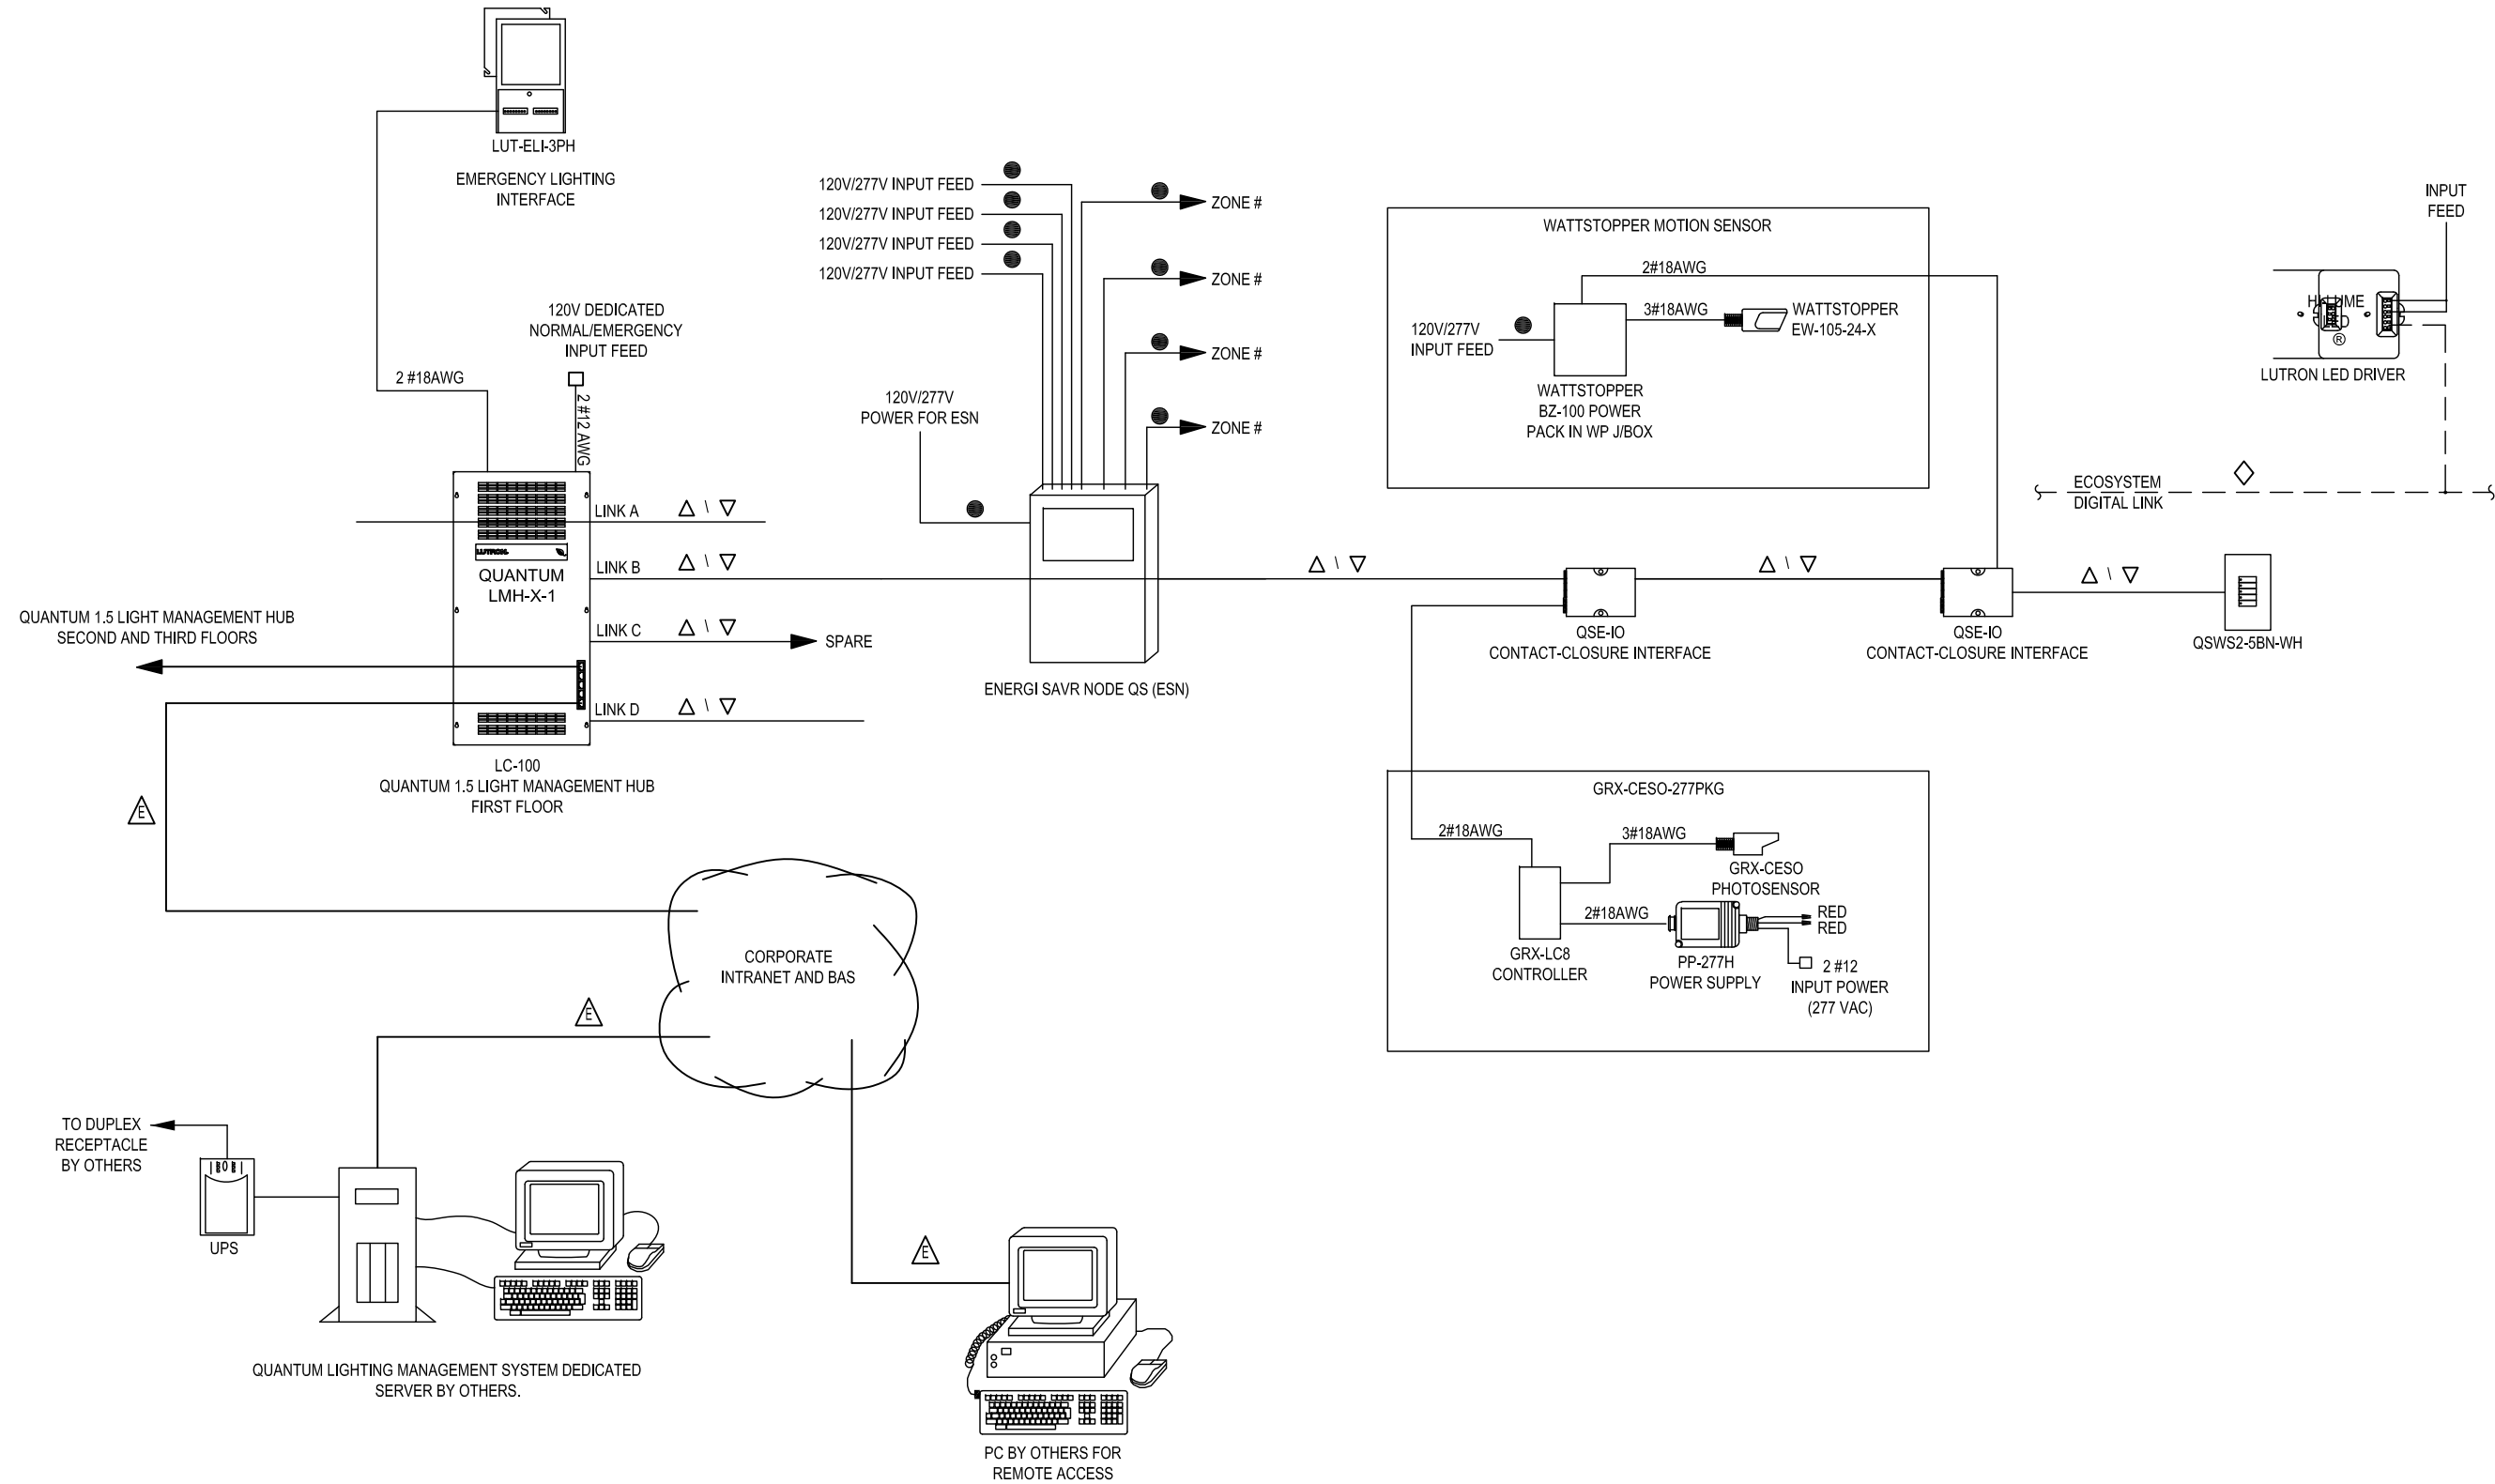 LUT-ELI-3PH
EMERGENCY LIGHTING
INTERFACE
2 #18AWG
120V DEDICATED
NORMAL/EMERGENCY
INPUT FEED
2 #12 AWG
120V/277V INPUT FEED
120V/277V INPUT FEED
120V/277V INPUT FEED
120V/277V INPUT FEED
ZONE #
ZONE #
ZONE #
ZONE #
120V/277V
POWER FOR ESN
LINK A
LINK B
LINK C
SPARE
LINK D
LUTRON.
QUANTUM
LMH-X-1
QUANTUM 1.5 LIGHT MANAGEMENT HUB
SECOND AND THIRD FLOORS
LC-100
QUANTUM 1.5 LIGHT MANAGEMENT HUB
FIRST FLOOR
ENERGI SAVR NODE QS (ESN)
WATTSTOPPER MOTION SENSOR
2#18AWG
3#18AWG
WATTSTOPPER
EW-105-24-X
120V/277V
INPUT FEED
WATTSTOPPER
BZ-100 POWER
PACK IN WP J/BOX
INPUT
FEED
®
LUTRON LED DRIVER
ECOSYSTEM
DIGITAL LINK
QSE-IO
CONTACT-CLOSURE INTERFACE
QSE-IO
CONTACT-CLOSURE INTERFACE
QSWS2-5BN-WH
GRX-CESO-277PKG
2#18AWG
3#18AWG
GRX-CESO
PHOTOSENSOR
2#18AWG
RED
RED
GRX-LC8
CONTROLLER
PP-277H
POWER SUPPLY
2 #12
INPUT POWER
(277 VAC)
E
CORPORATE
INTRANET AND BAS
E
TO DUPLEX
RECEPTACLE
BY OTHERS
UPS
E
QUANTUM LIGHTING MANAGEMENT SYSTEM DEDICATED
SERVER BY OTHERS.
PC BY OTHERS FOR
REMOTE ACCESS